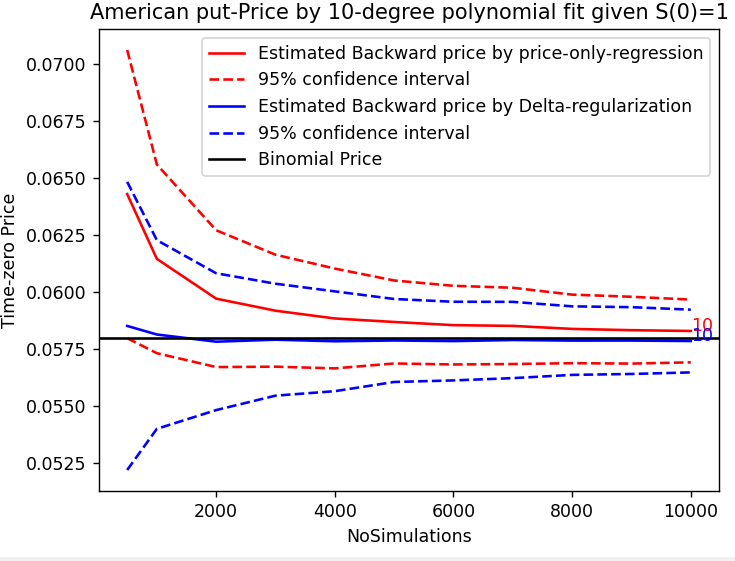 American put-Price by 10-degree polynomial fit given S(0)=1
Time-zero Price
0.0700
0.0675
0.0650
0.0625
0.0600
0.0575
0.0550
0.0525
Estimated Backward price by price-only-regression
95% confidence interval
Estimated Backward price by Delta-regularization
95% confidence interval
Binomial Price
10
10
2000 4000 6000 8000 10000
NoSimulations